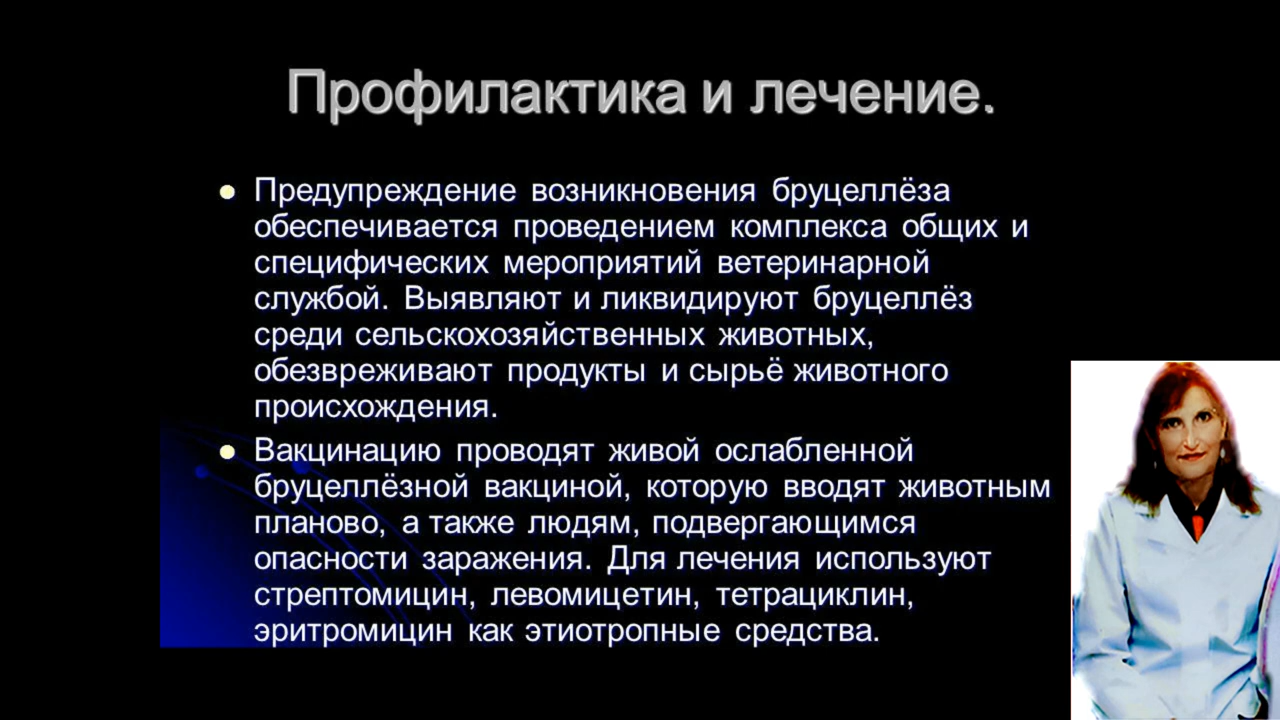 Профилактика и лечение.
Предупреждение возникновения бруцеллёза
обеспечивается проведением комплекса общих и
специфических мероприятий ветеринарной
службой. Выявляют и ликвидируют бруцеллёз
среди сельскохозяйственных животных,
обезвреживают продукты и сырьё животного
происхождения.
Вакцинацию проводят живой ослабленной
бруцеллёзной вакциной, которую вводят животным
планово, а также людям, подвергающимся
опасности заражения. Для лечения используют
стрептомицин, левомицетин, тетрациклин,
эритромицин как этиотропные средства.